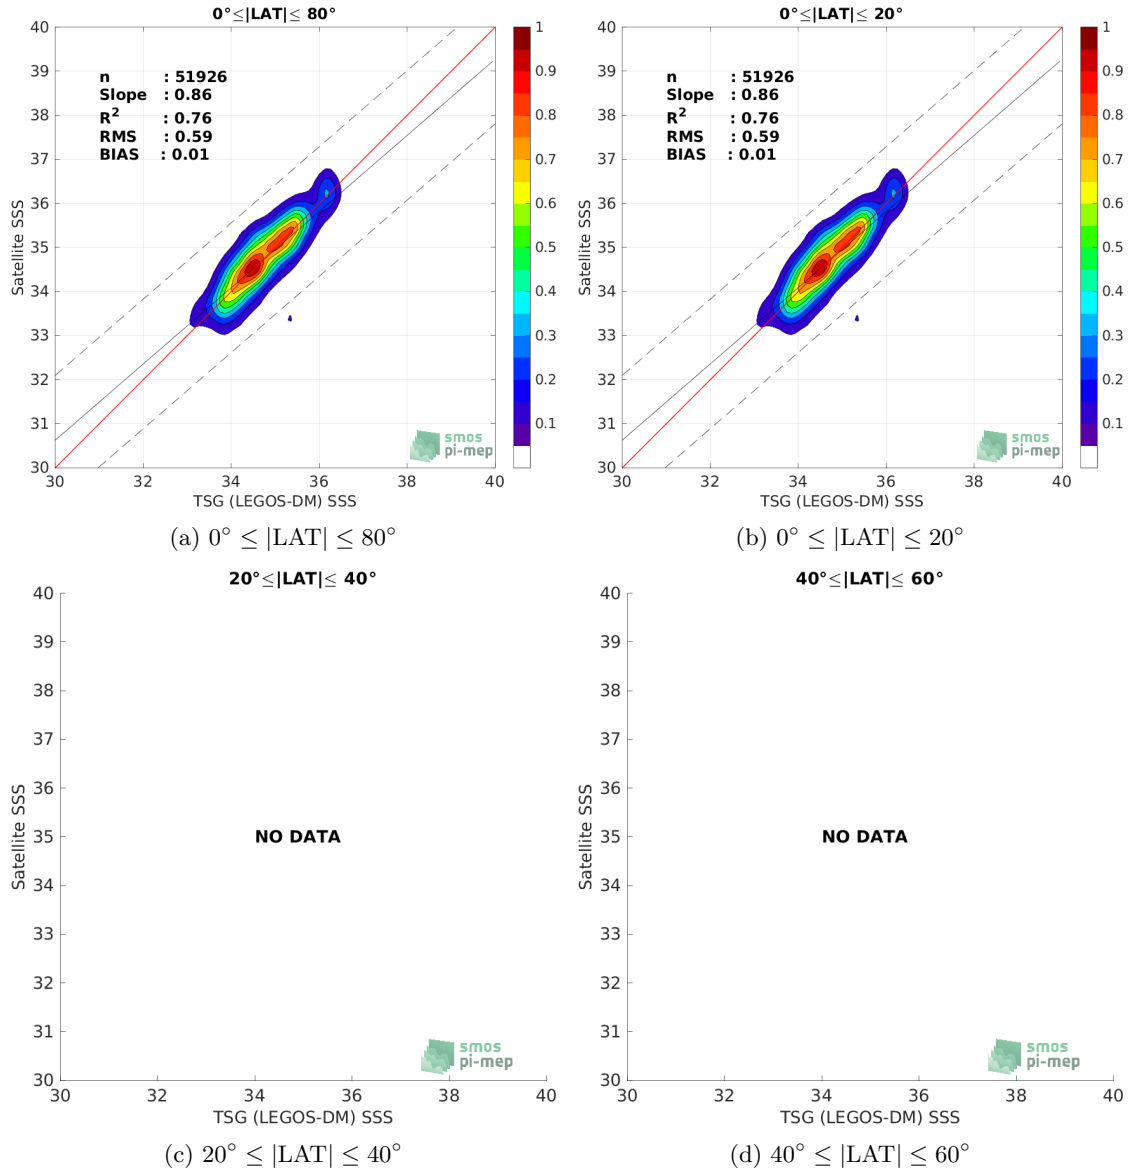 0°≤|LAT|≤ 80°
40
39
38
37
36
35
34
33
32
31
30
Satellite SSS
n : 51926
Slope : 0.86
R² : 0.76
RMS : 0.59
BIAS : 0.01
smos
pi-mep
30 32 34 36 38 40
TSG (LEGOS-DM) SSS
1
0.9
0.8
0.7
0.6
0.5
0.4
0.3
0.2
0.1
(a) 0° ≤ |LAT| ≤ 80°
0°≤|LAT|≤ 20°
40
39
38
37
36
35
34
33
32
31
30
Satellite SSS
n : 51926
Slope : 0.86
R² : 0.76
RMS : 0.59
BIAS : 0.01
smos
pi-mep
30 32 34 36 38 40
TSG (LEGOS-DM) SSS
1
0.9
0.8
0.7
0.6
0.5
0.4
0.3
0.2
0.1
(b) 0° ≤ |LAT| ≤ 20°
20°≤|LAT|≤ 40°
40
39
38
37
36
35
34
33
32
31
30
Satellite SSS
NO DATA
smos
pi-mep
30 32 34 36 38 40
TSG (LEGOS-DM) SSS
(c) 20° ≤ |LAT| ≤ 40°
40°≤|LAT|≤ 60°
40
39
38
37
36
35
34
33
32
31
30
Satellite SSS
NO DATA
smos
pi-mep
30 32 34 36 38 40
TSG (LEGOS-DM) SSS
(d) 40° ≤ |LAT| ≤ 60°